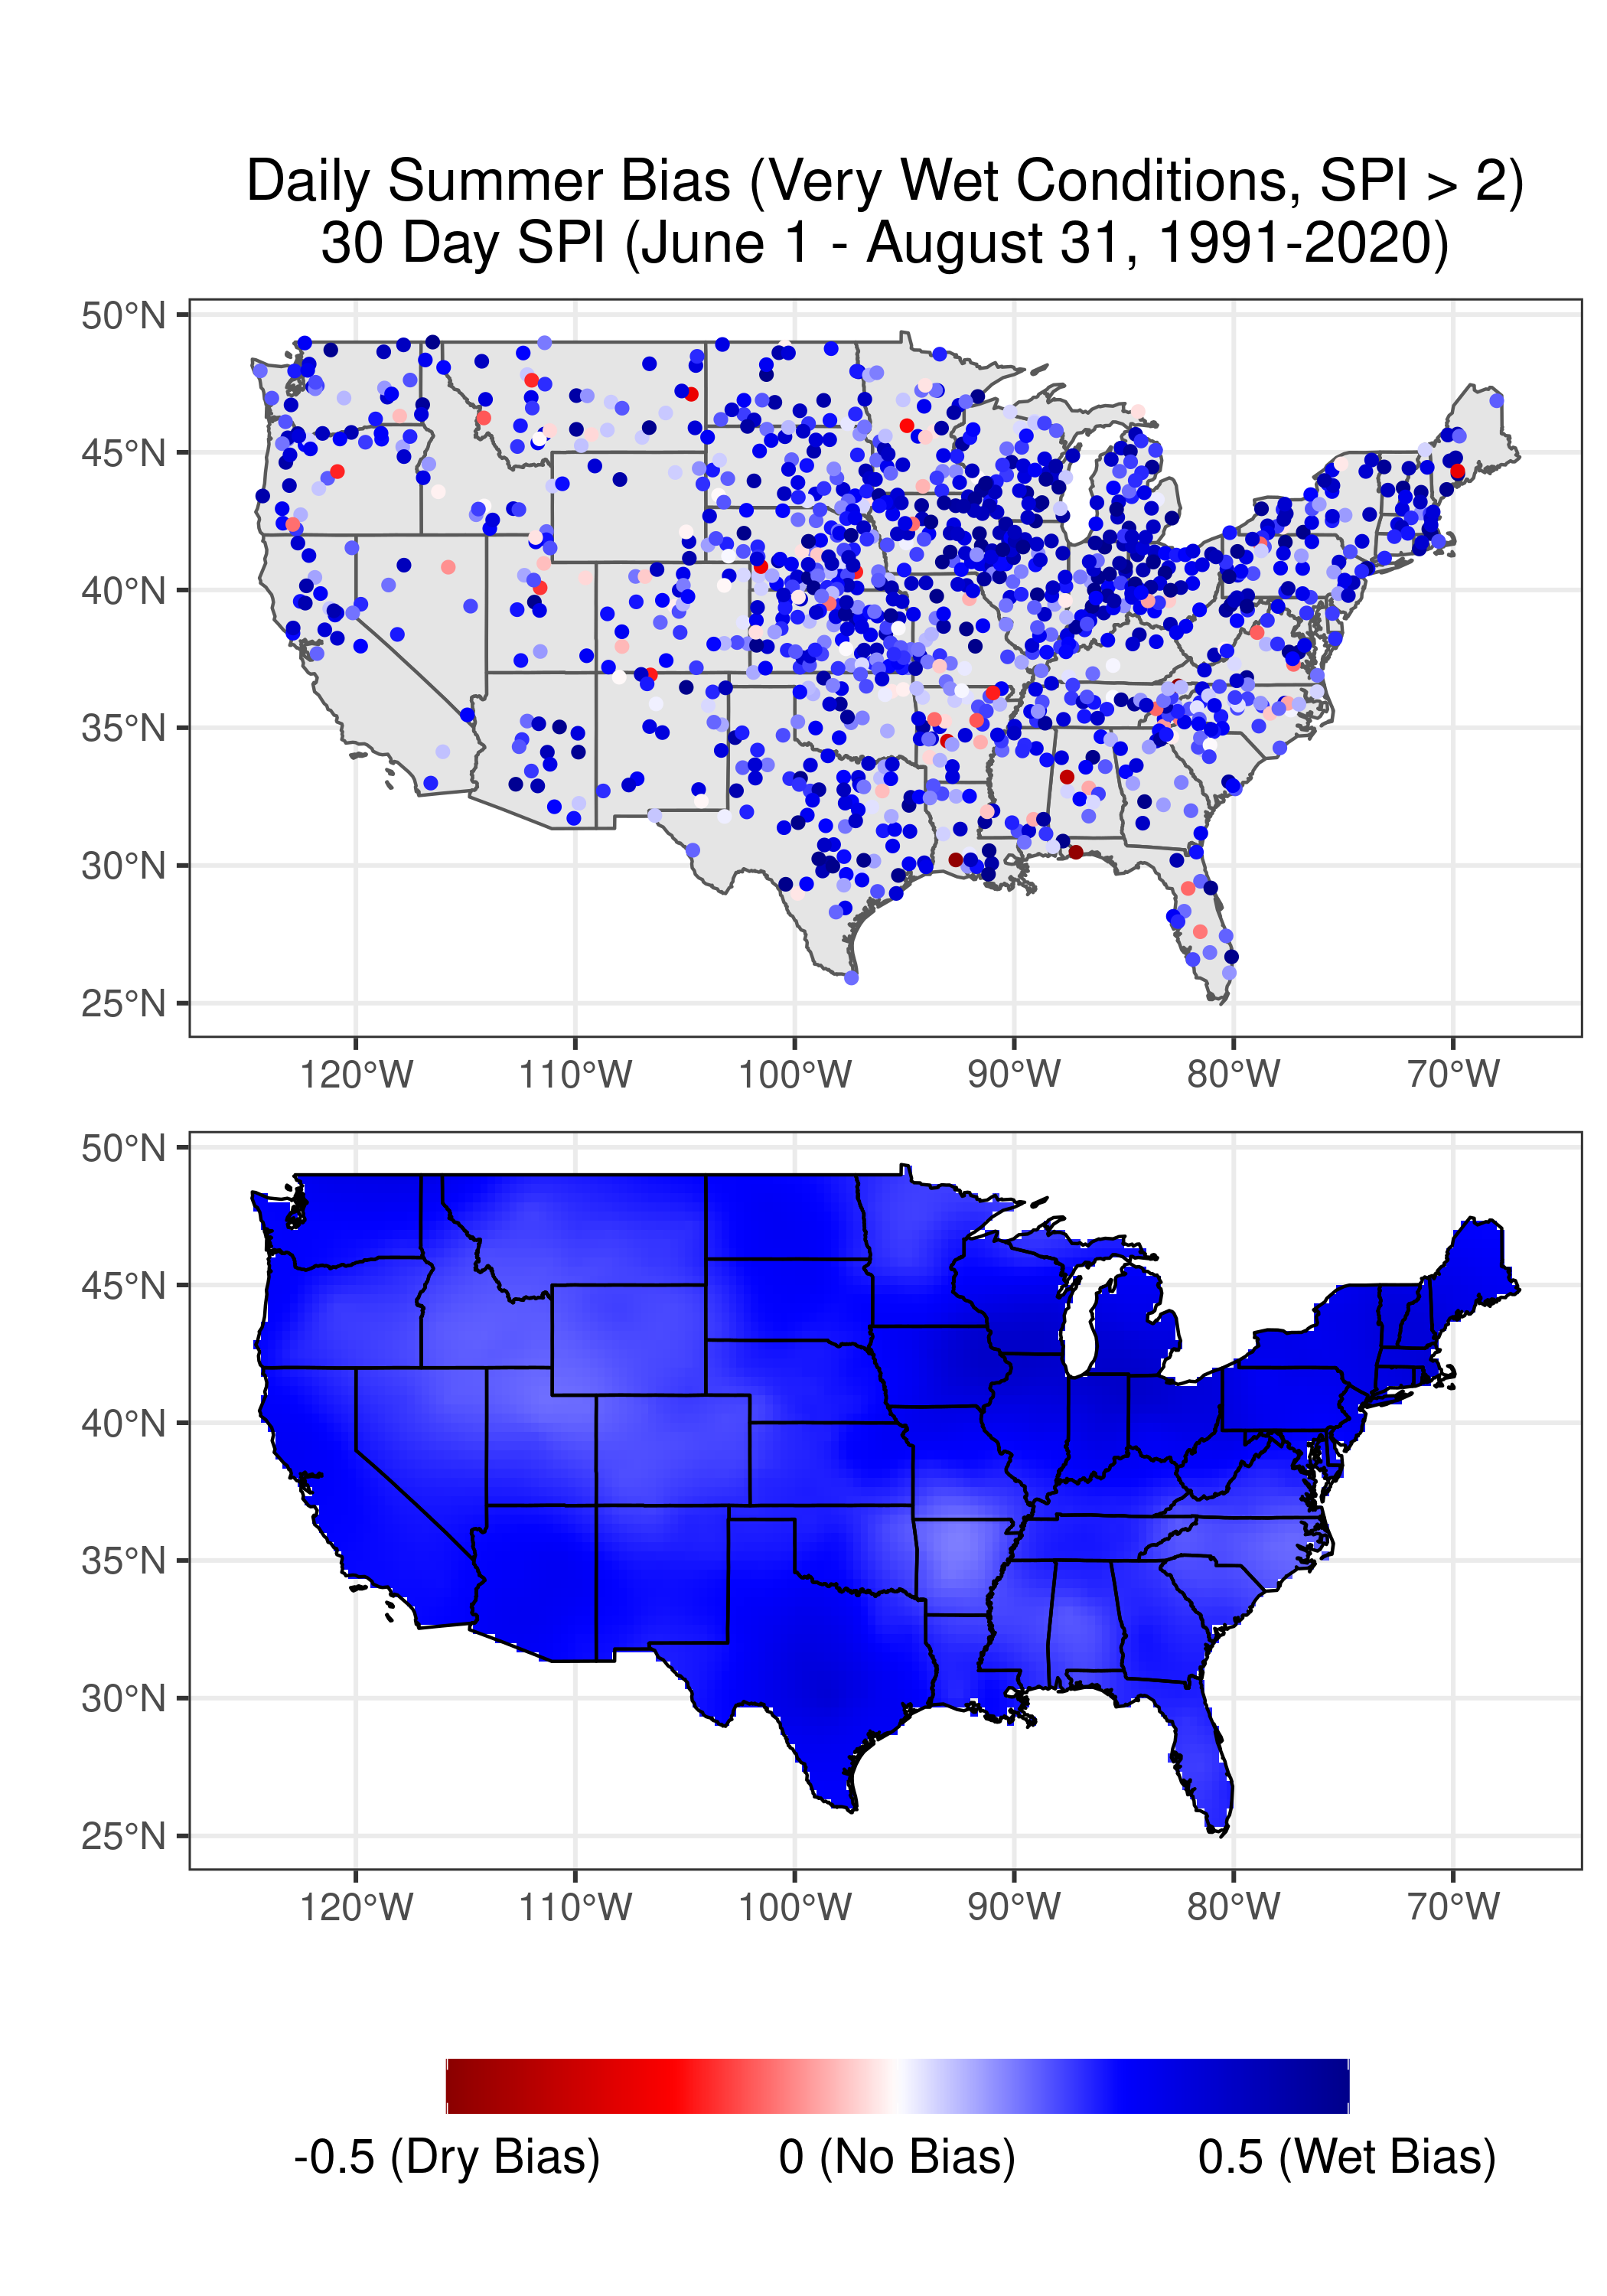 Daily Summer Bias (Very Wet Conditions, SPI > 2)
30 Day SPI (June 1 - August 31, 1991-2020)
50°N
45°N
40°N
35°N
30°N
25°N
120°W 110°W 100°W 90°W 80°W 70°W
50°N
45°N
40°N
35°N
30°N
25°N
120°W 110°W 100°W 90°W 80°W 70°W
-0.5 (Dry Bias) 0 (No Bias) 0.5 (Wet Bias)